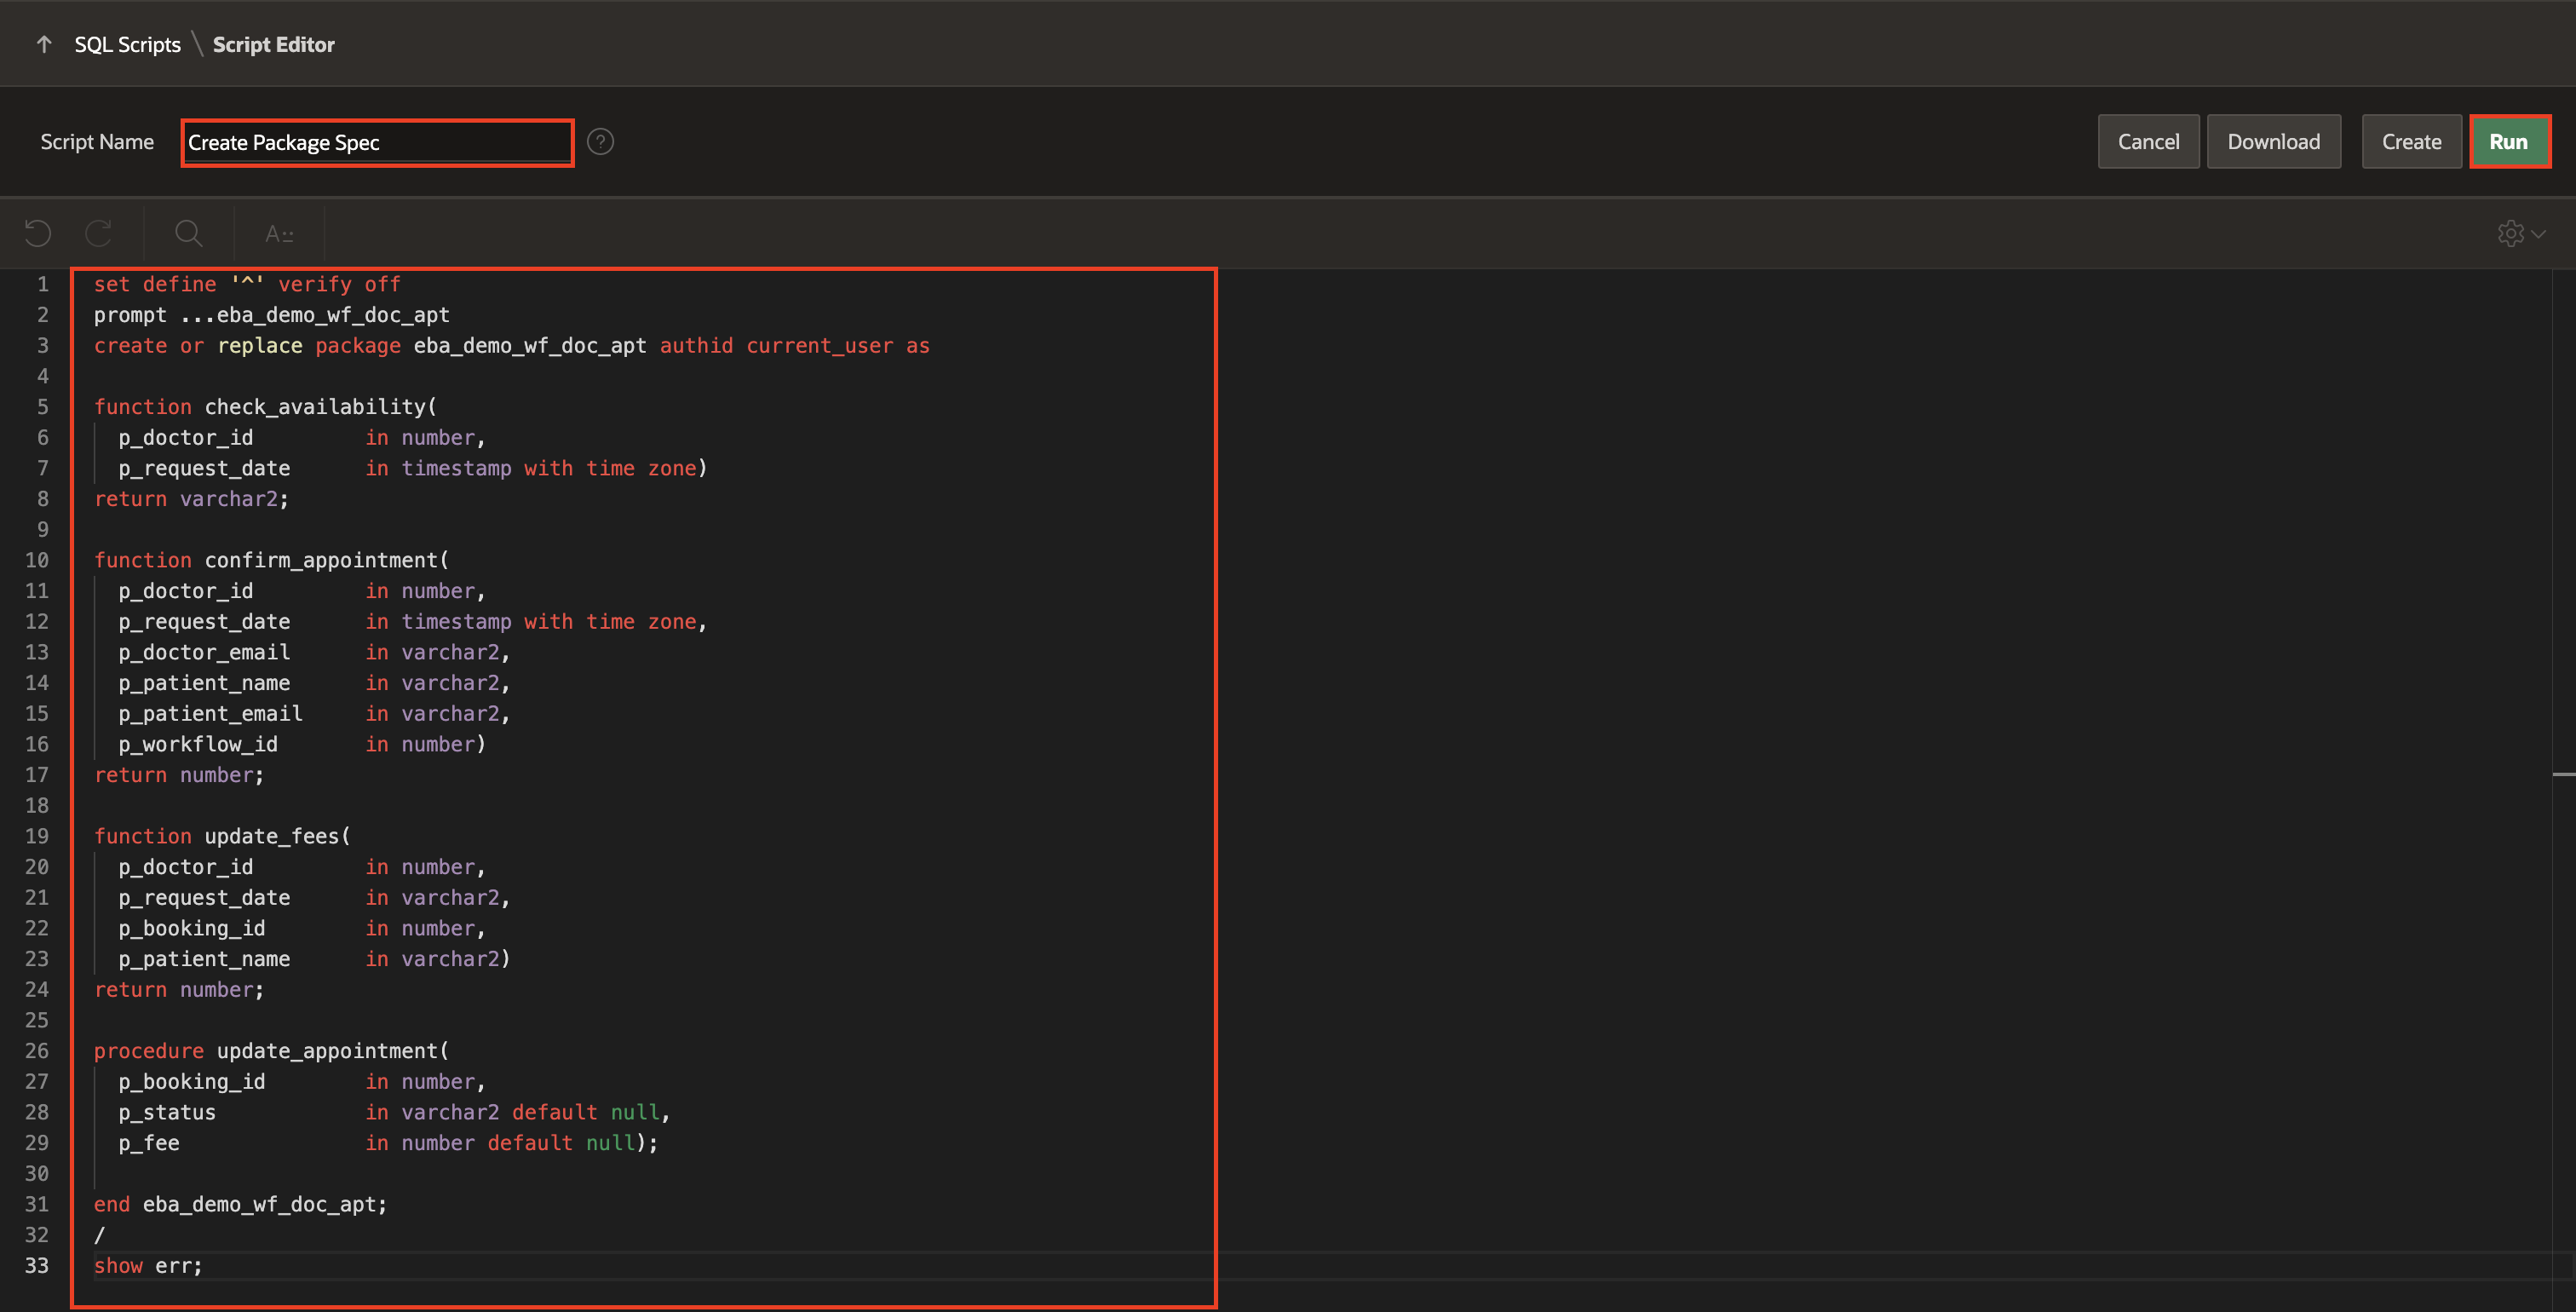 SQL Scripts \ Script Editor
Script Name Create Package Spec ? Cancel Download Create Run
A::
1 set define '^' verify off
2 prompt ...eba_demo_wf_doc_apt
3 create or replace package eba_demo_wf_doc_apt authid current_user as
4
5 function check_availability(
6 p_doctor_id in number,
7 p_request_date in timestamp with time zone)
8 return varchar2;
9
10 function confirm_appointment(
11 p_doctor_id in number,
12 p_request_date in timestamp with time zone,
13 p_doctor_email in varchar2,
14 p_patient_name in varchar2,
15 p_patient_email in varchar2,
16 p_workflow_id in number)
17 return number;
18
19 function update_fees(
20 p_doctor_id in number,
21 p_request_date in varchar2,
22 p_booking_id in number,
23 p_patient_name in varchar2)
24 return number;
25
26 procedure update_appointment(
27 p_booking_id in number,
28 p_status in varchar2 default null,
29 p_fee in number default null);
30
31 end eba_demo_wf_doc_apt;
32 /
33 show err;